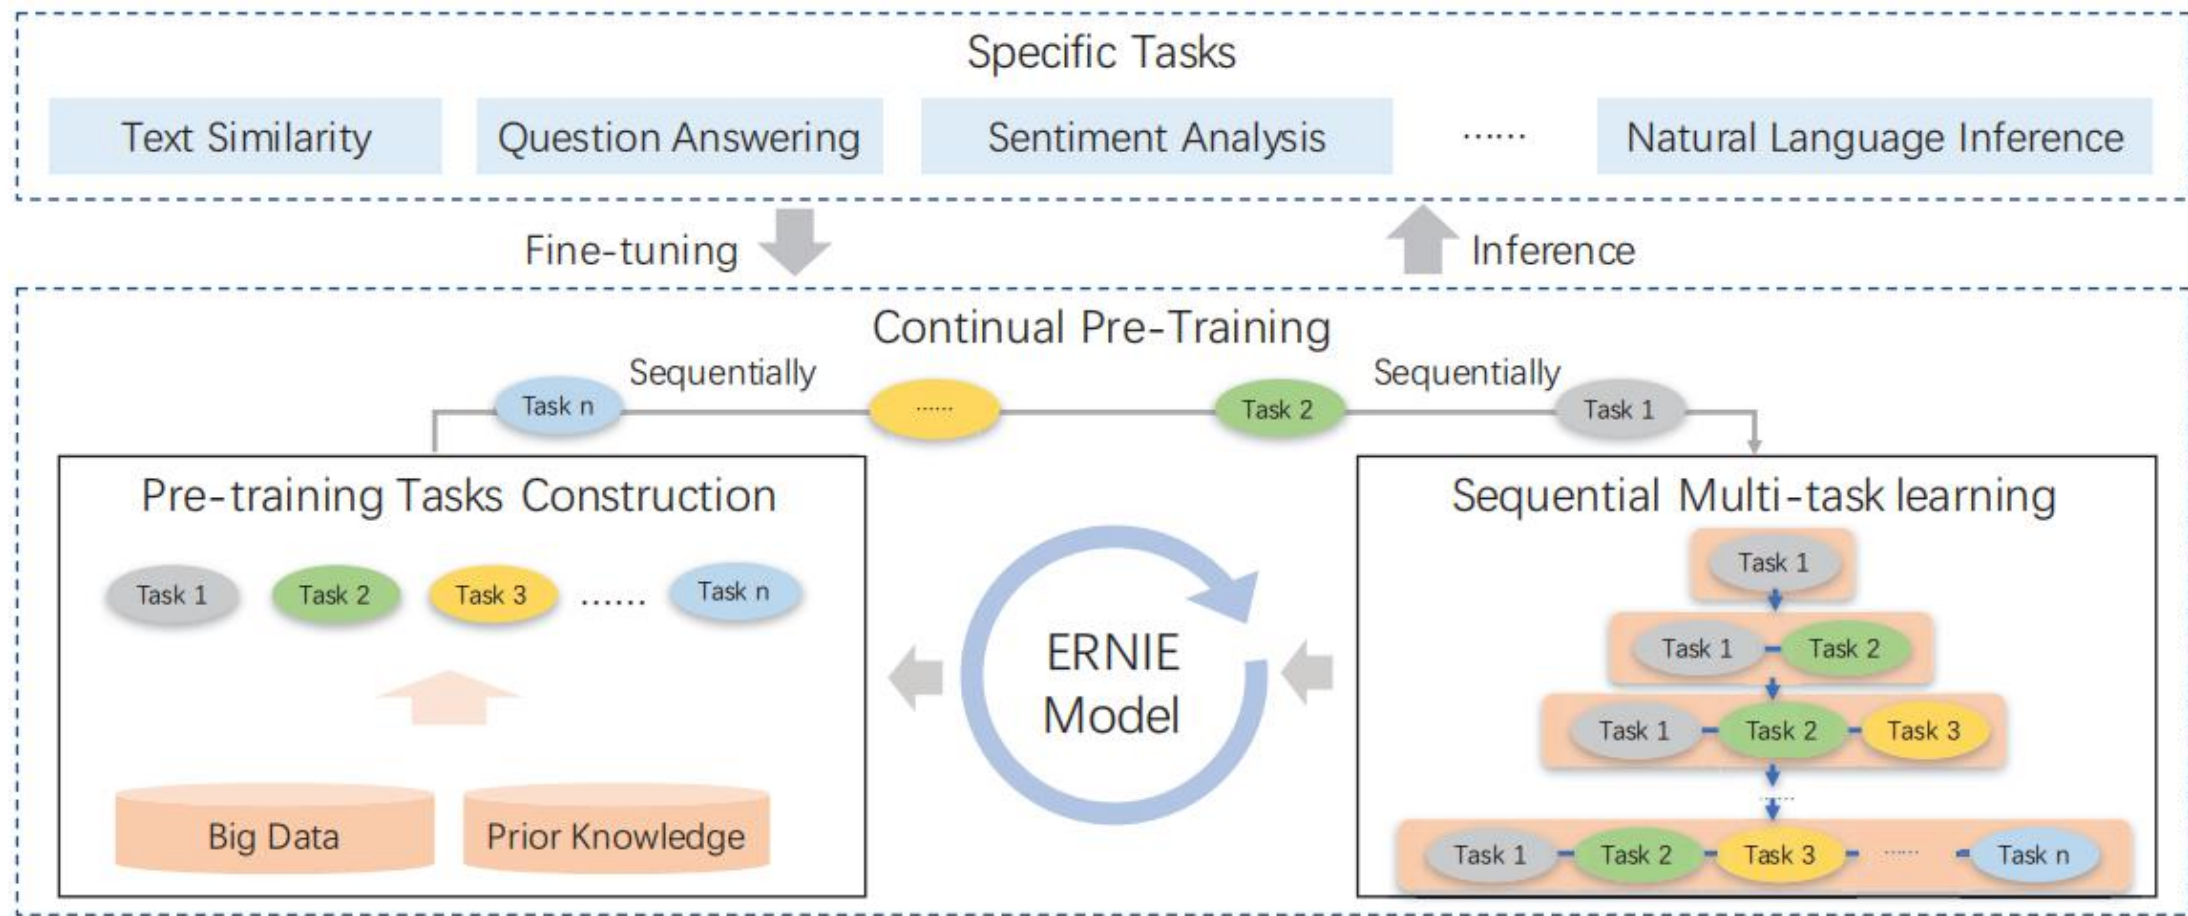 Specific Tasks
Text Similarity
Question Answering
Sentiment Analysis
......
Natural Language Inference
Fine-tuning
Inference
Continual Pre-Training
Task n
Sequentially
......
Task 2
Sequentially
Task 1
Pre-training Tasks Construction
Task 1
Task 2
Task 3
......
Task n
Big Data
Prior Knowledge
ERNIE
Model
Sequential Multi-task learning
Task 1
Task 1
Task 2
Task 1
Task 2
Task 3
......
Task 1
Task 2
Task 3
......
Task n